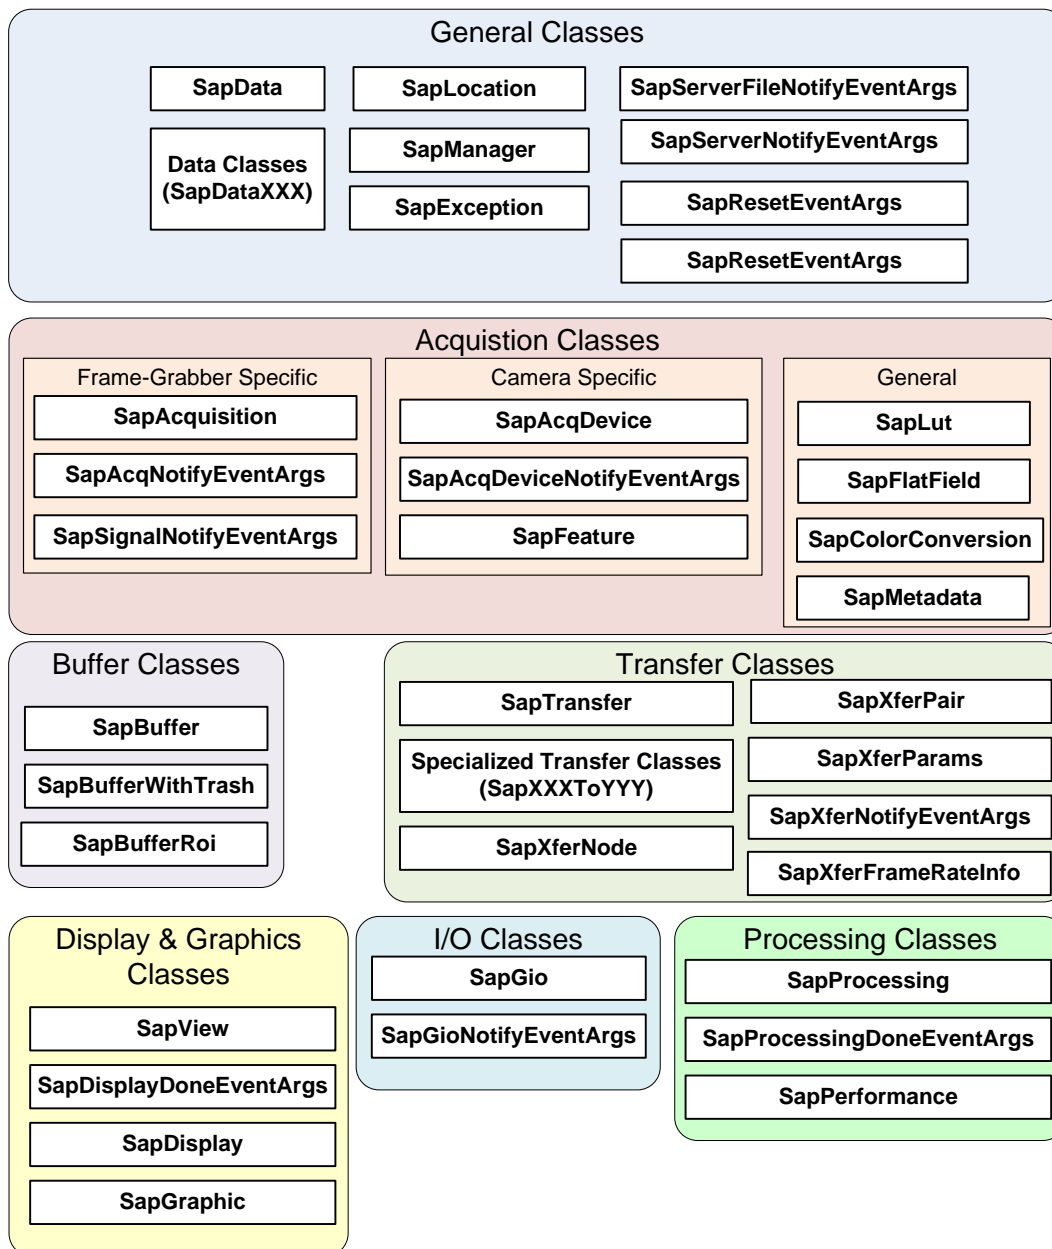 General Classes
SapData
Data Classes
(SapDataXXX)
SapLocation
SapManager
SapException
SapServerFileNotifyEventArgs
SapServerNotifyEventArgs
SapResetEventArgs
SapResetEventArgs
Acquistion Classes
Frame-Grabber Specific
SapAcquisition
SapAcqNotifyEventArgs
SapSignalNotifyEventArgs
Camera Specific
SapAcqDevice
SapAcqDeviceNotifyEventArgs
SapFeature
General
SapLut
SapFlatField
SapColorConversion
SapMetadata
Buffer Classes
SapBuffer
SapBufferWithTrash
SapBufferRoi
Transfer Classes
SapTransfer
Specialized Transfer Classes
(SapXXXToYYY)
SapXferNode
SapXferPair
SapXferParams
SapXferNotifyEventArgs
SapXferFrameRateInfo
Display & Graphics
Classes
SapView
SapDisplayDoneEventArgs
SapDisplay
SapGraphic
I/O Classes
SapGio
SapGioNotifyEventArgs
Processing Classes
SapProcessing
SapProcessingDoneEventArgs
SapPerformance